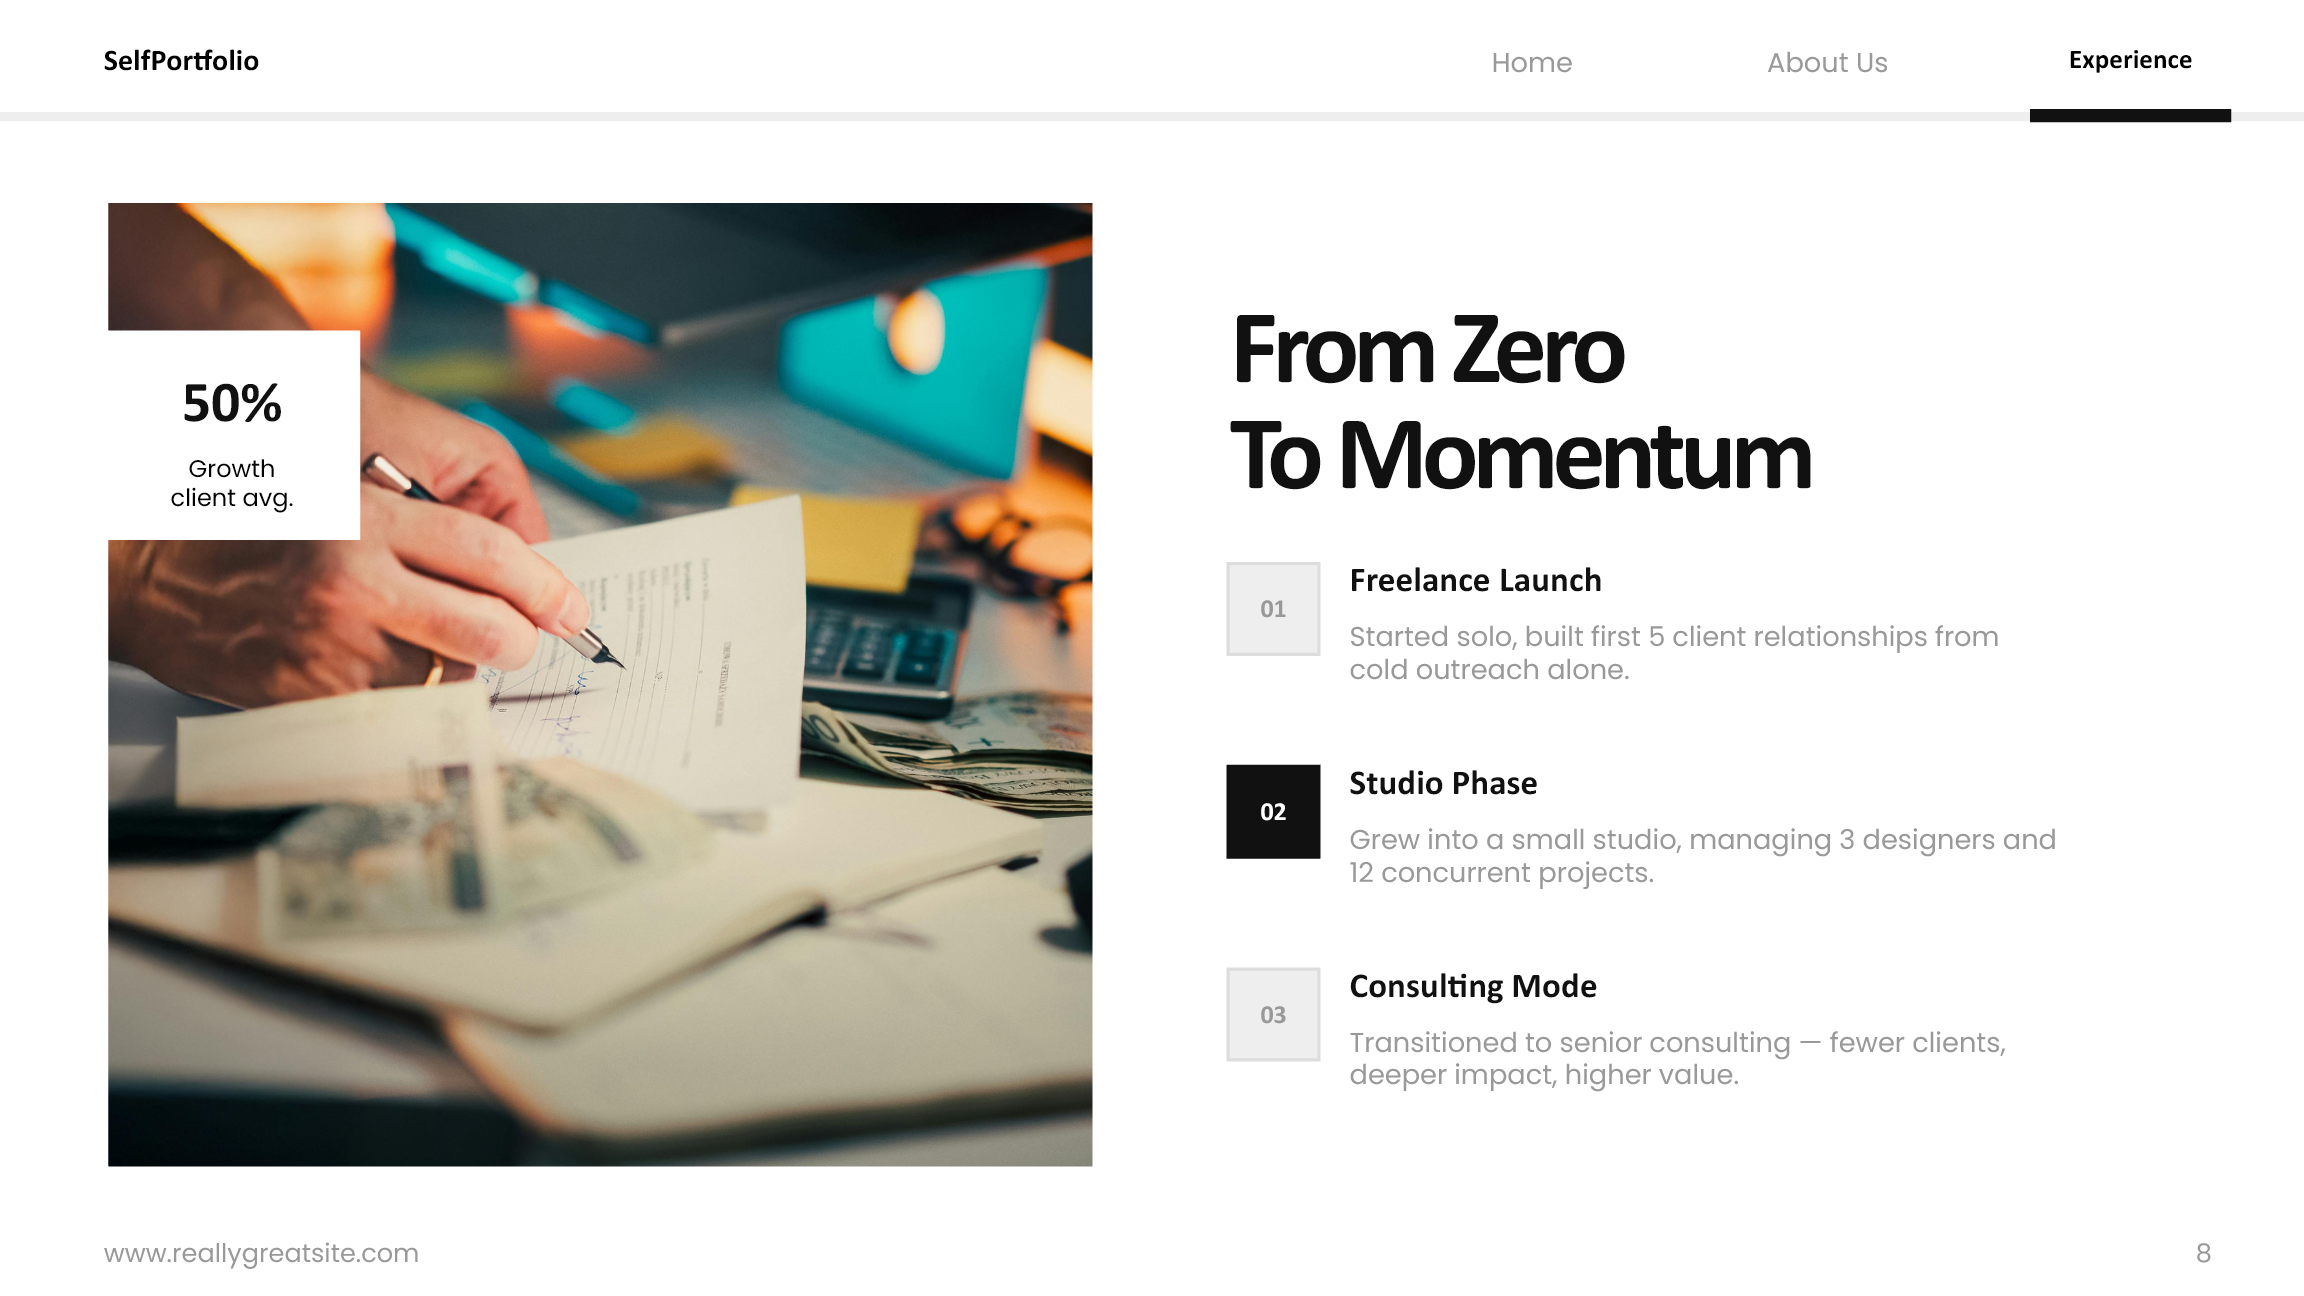 SelfPortfolio
Home
About Us
Experience
50%
Growth
client avg.
From Zero
To Momentum
01
Freelance Launch
Started solo, built first 5 client relationships from
cold outreach alone.
02
Studio Phase
Grew into a small studio, managing 3 designers and
12 concurrent projects.
03
Consulting Mode
Transitioned to senior consulting — fewer clients,
deeper impact, higher value.
www.reallygreatsite.com
8